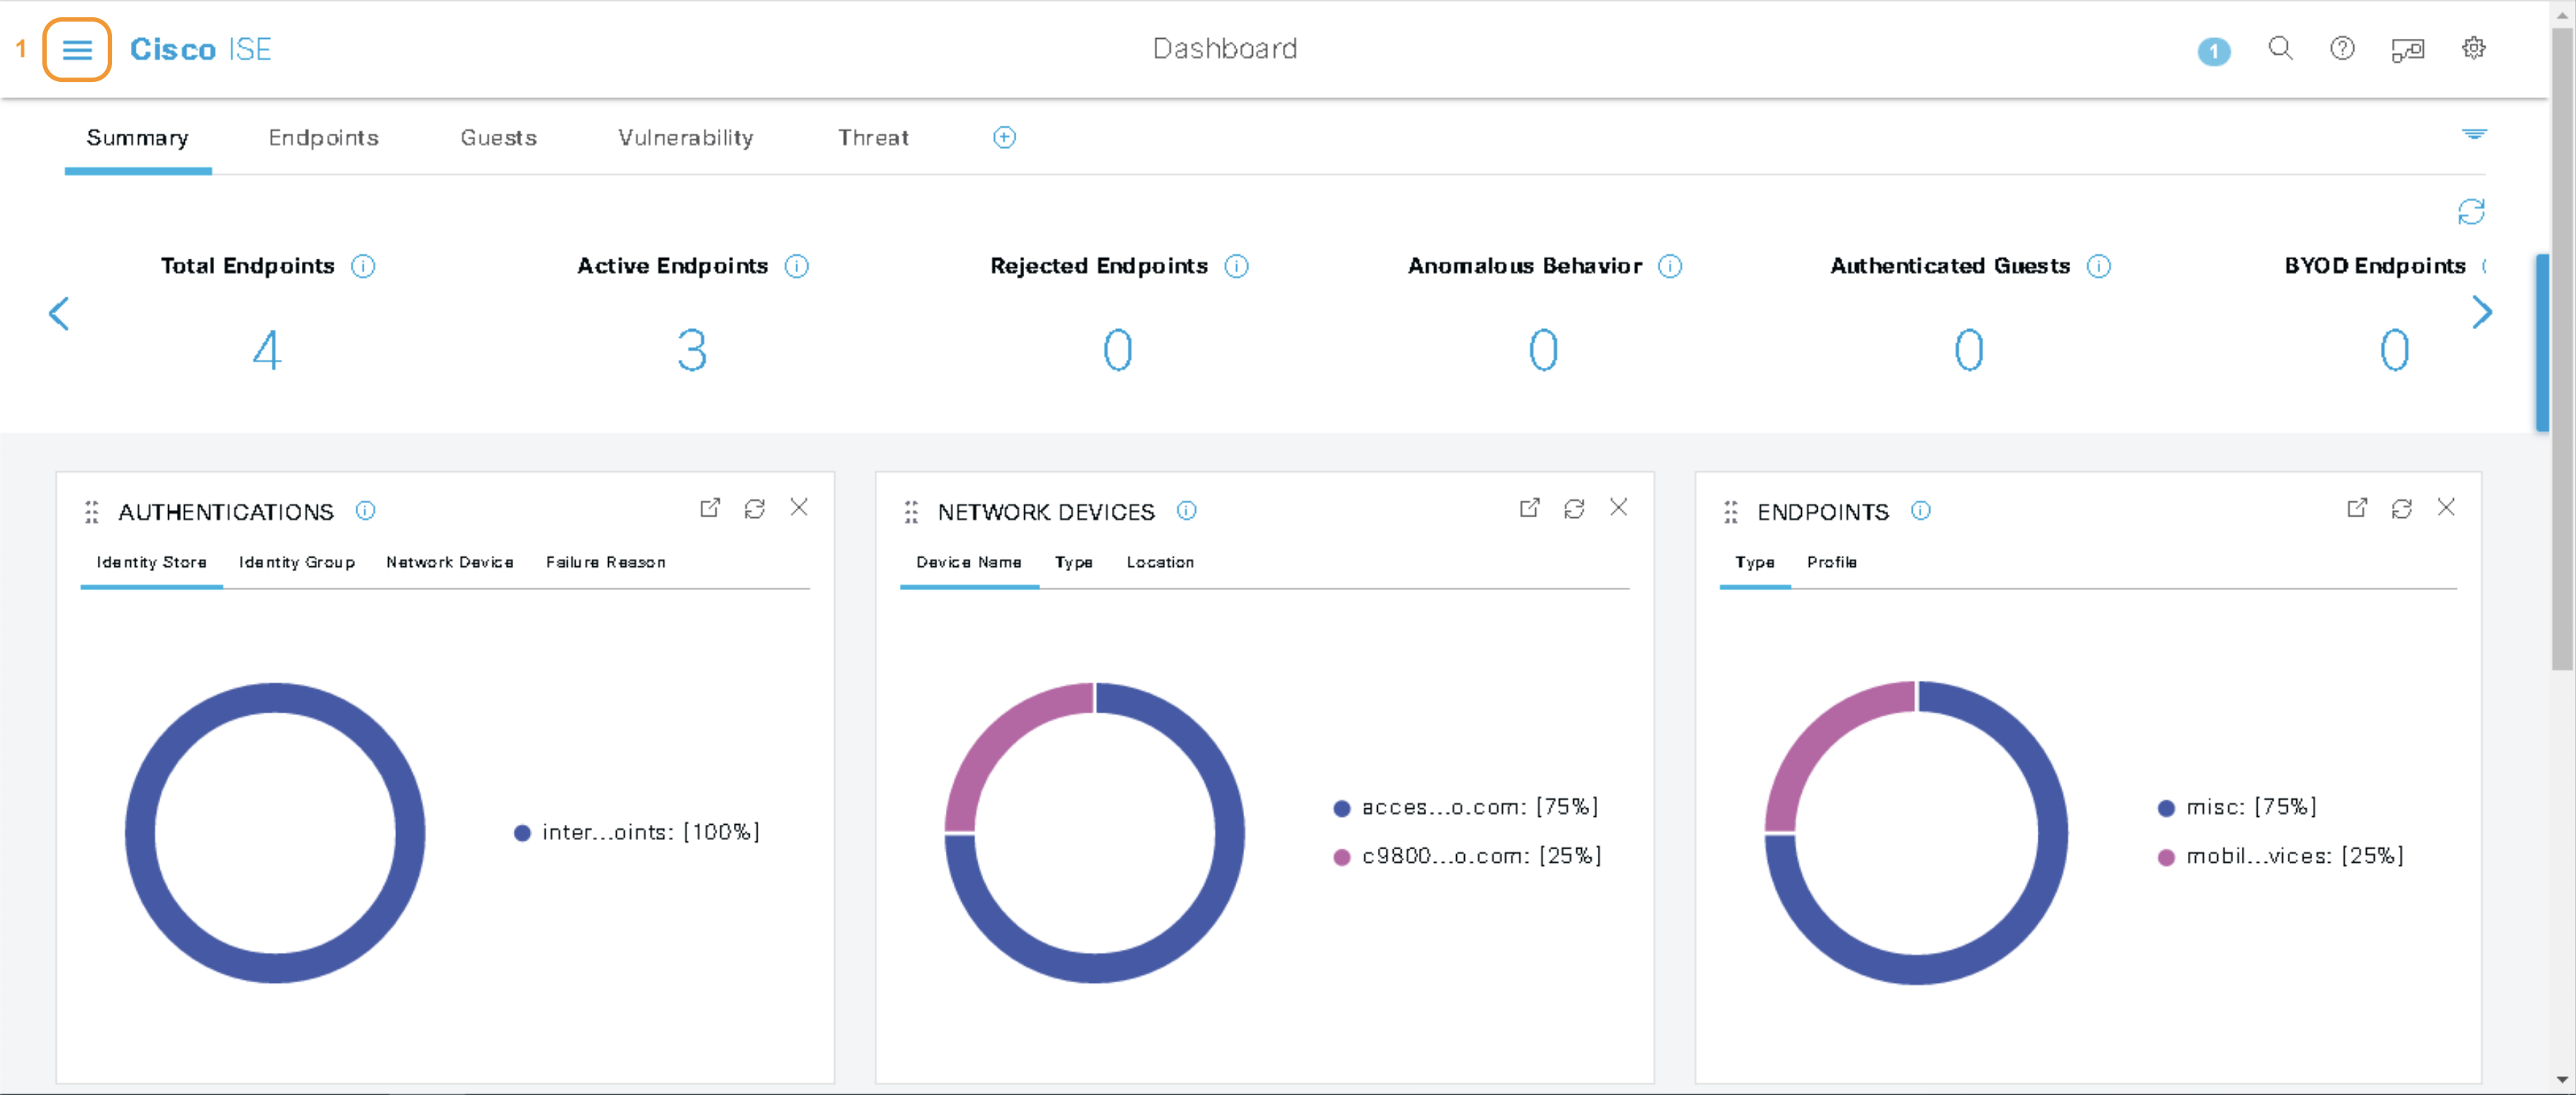 1
Cisco ISE
Dashboard
1
Summary Endpoints Guests Vulnerability Threat
Total Endpoints Active Endpoints Rejected Endpoints Anomalous Behavior Authenticated Guests BYOD Endpoints
4 3 0 0 0 0
AUTHENTICATIONS
Identity Store Identity Group Network Device Failure Reason
inter...oints: [100%]
NETWORK DEVICES
Device Name Type Location
acces...o.com: [75%]
c9800...o.com: [25%]
ENDPOINTS
Type Profile
misc: [75%]
mobil...vices: [25%]